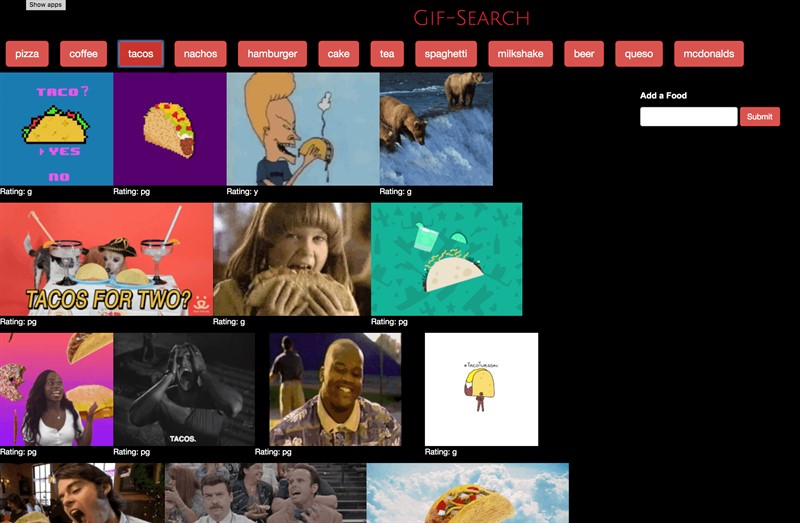 Show apps
Gif-Search
pizza coffee tacos nachos hamburger cake tea spaghetti milkshake beer queso mcdonalds
Add a Food
Submit
TACO?
YES
NO
Rating: g Rating: pg Rating: y Rating: g
TACOS FOR TWO?
Rating: pg Rating: g Rating: pg
TACOS.
#TACOTUESDAY
Rating: pg Rating: pg Rating: pg Rating: g